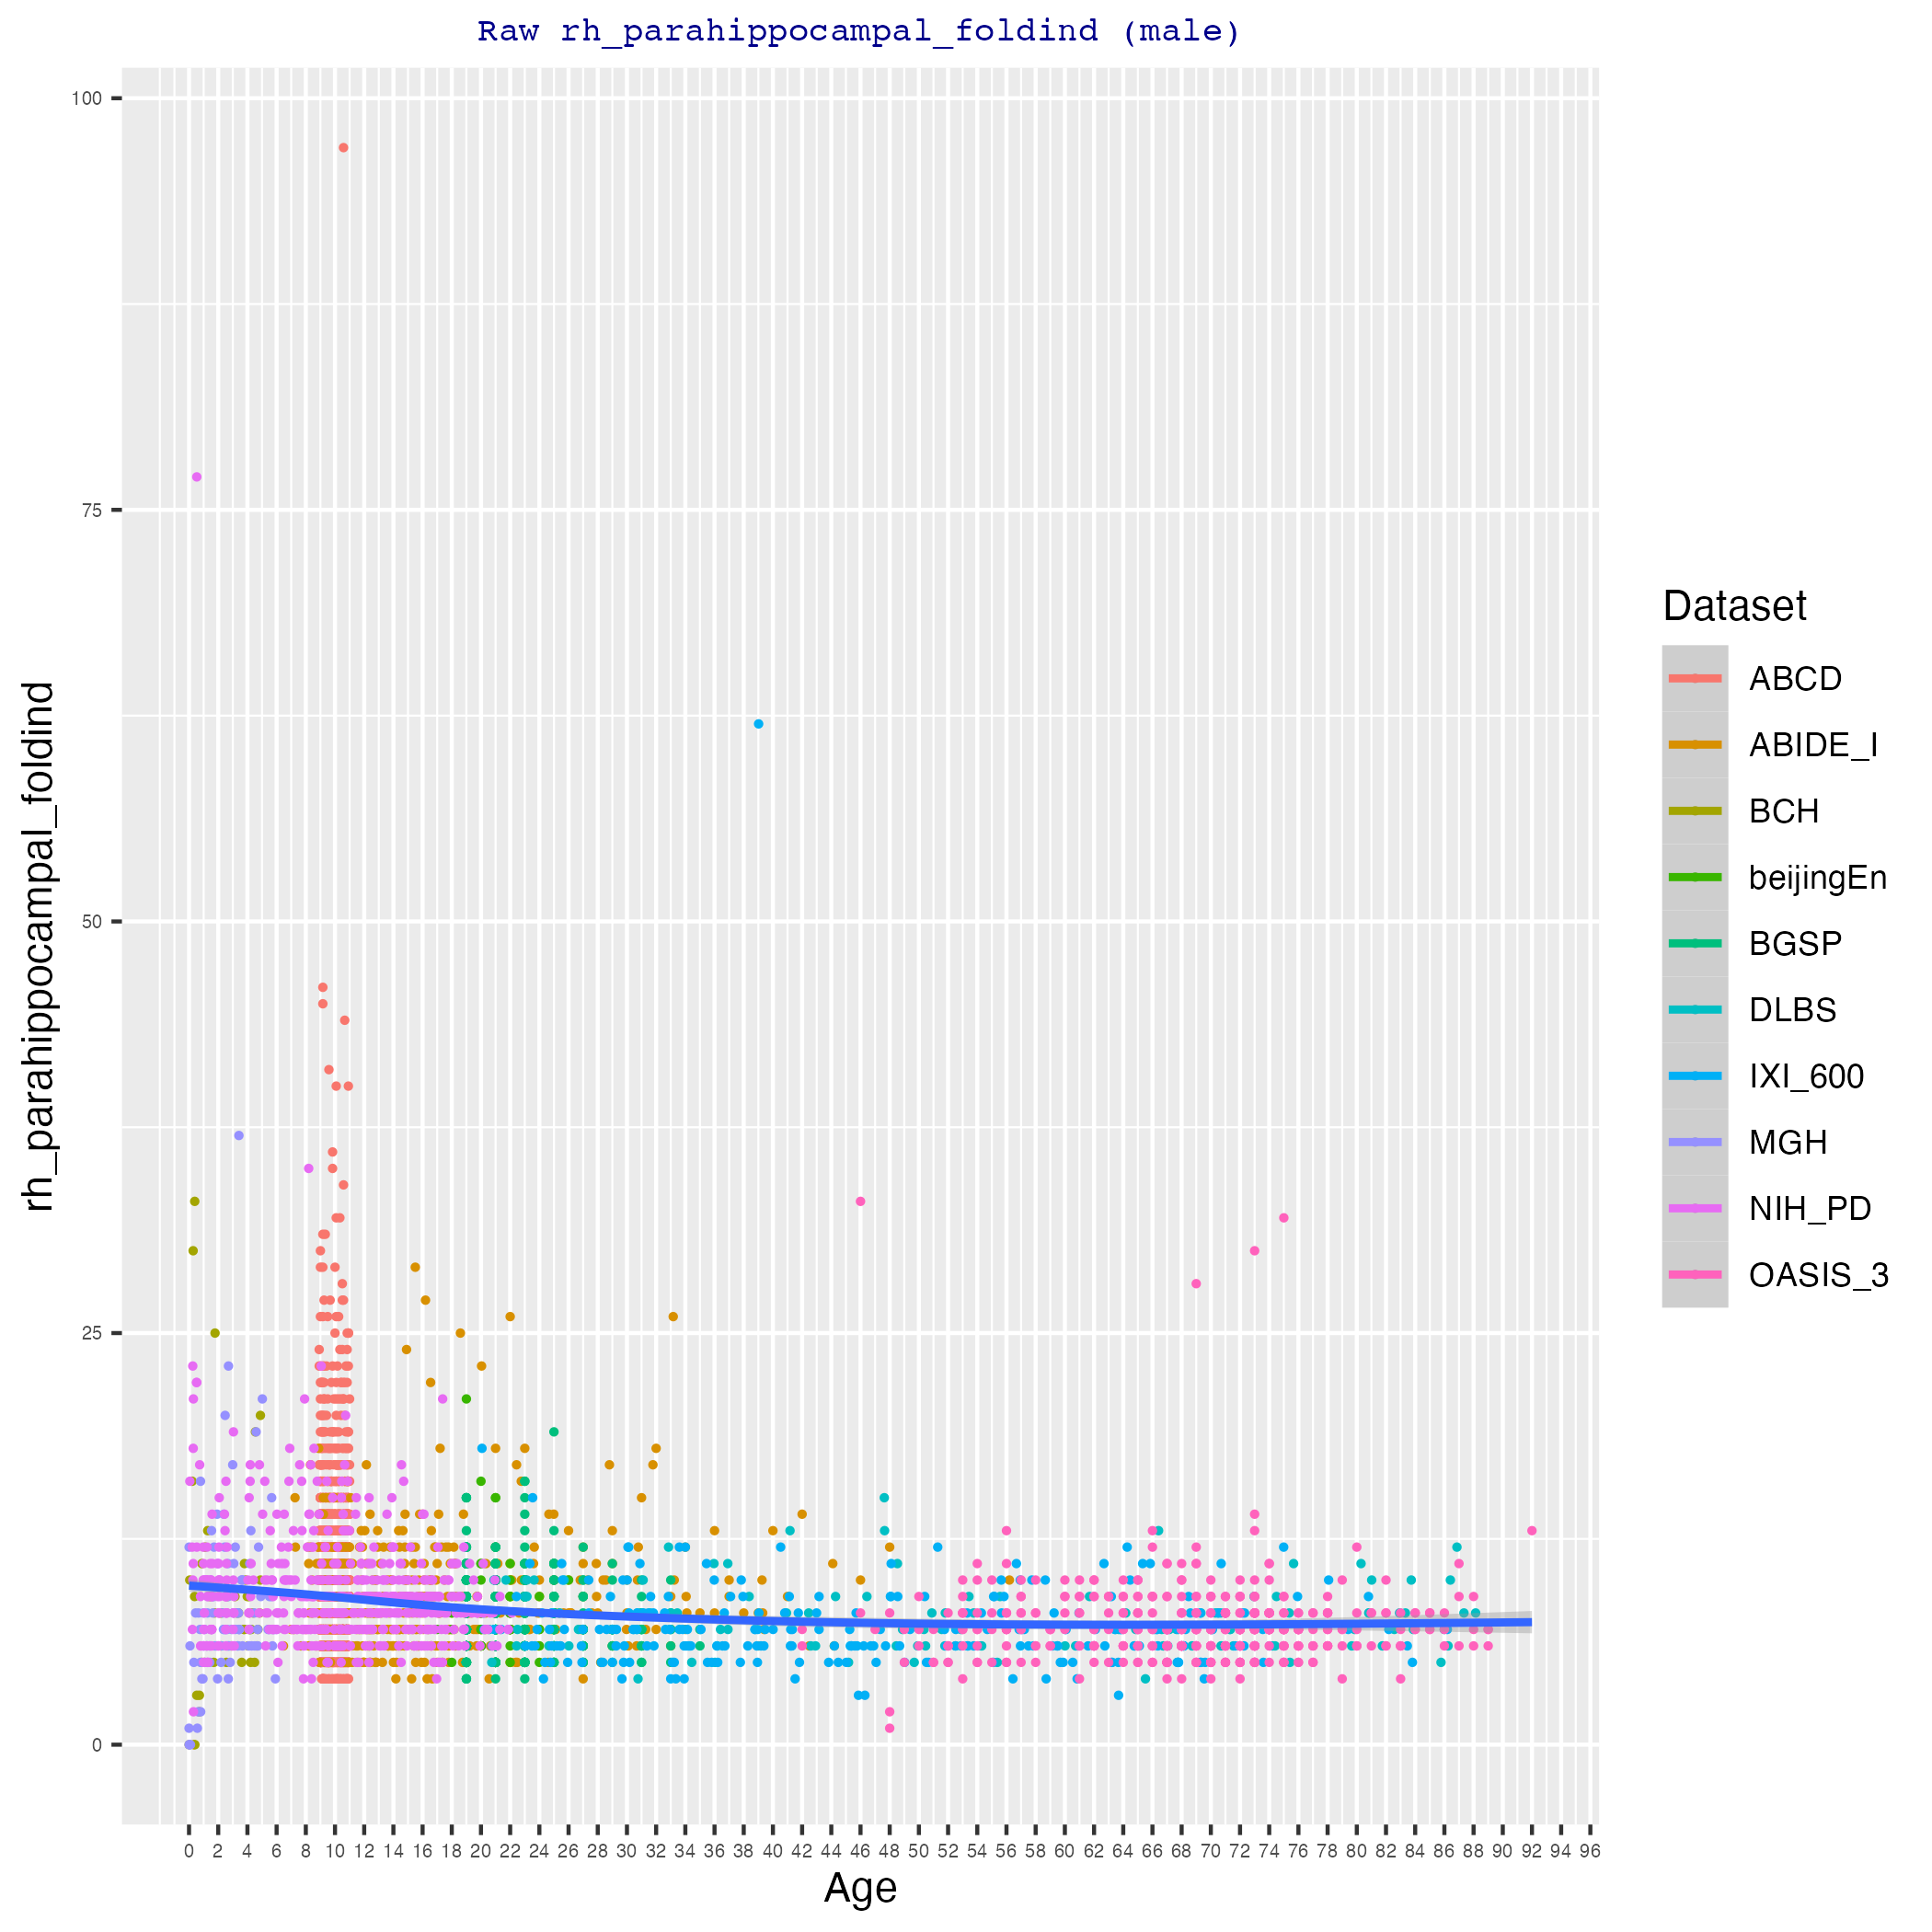 Raw rh_parahippocampal_foldind (male)
100
75
50
25
0
rh_parahippocampal_foldind
0 2 4 6 8 10 12 14 16 18 20 22 24 26 28 30 32 34 36 38 40 42 44 46 48 50 52 54 56 58 60 62 64 66 68 70 72 74 76 78 80 82 84 86 88 90 92 94 96
Age
Dataset
ABCD
ABIDE_I
BCH
beijingEn
BGSP
DLBS
IXI_600
MGH
NIH_PD
OASIS_3